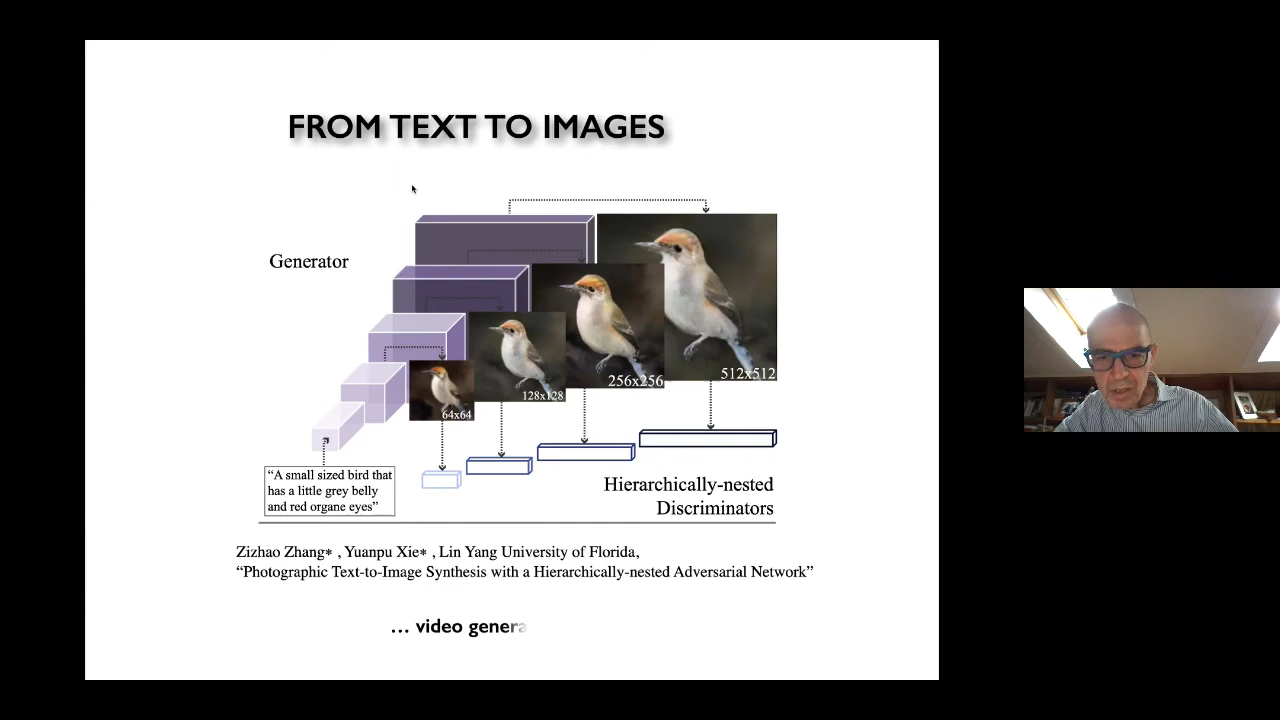 FROM TEXT TO IMAGES
Generator
64x64
128x128
256x256
512x512
“A small sized bird that
has a little grey belly
and red organe eyes”
Hierarchically-nested
Discriminators
Zizhao Zhang* , Yuanpu Xie* , Lin Yang University of Florida,
“Photographic Text-to-Image Synthesis with a Hierarchically-nested Adversarial Network”
… video genera